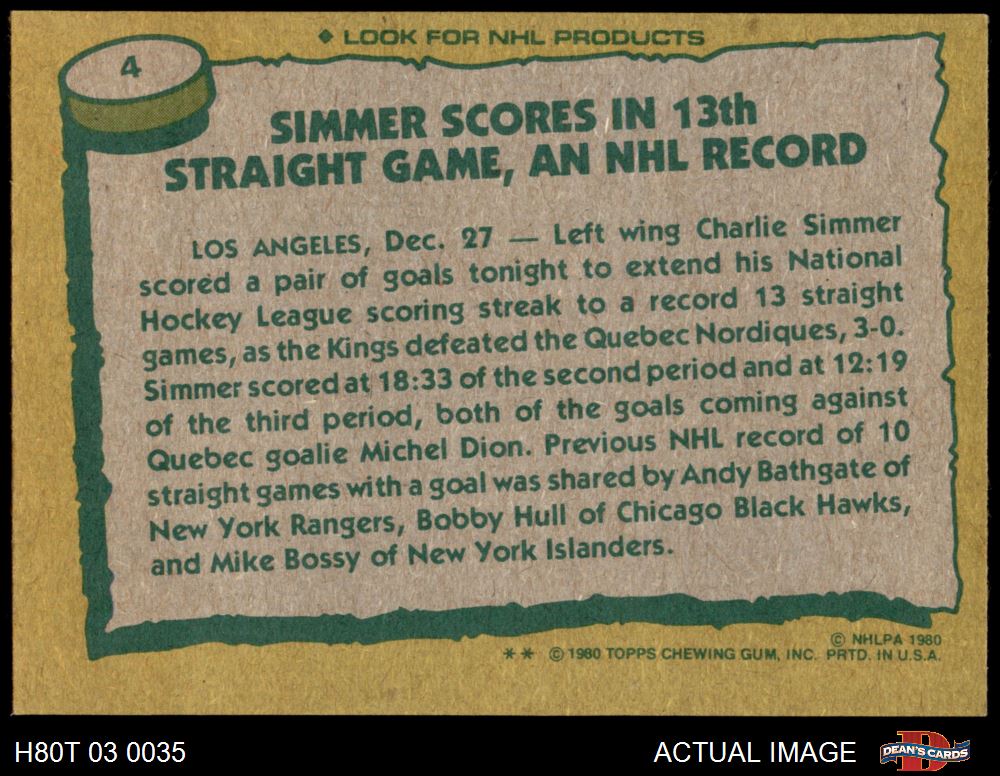 ◆ LOOK FOR NHL PRODUCTS
4
SIMMER SCORES IN 13th
STRAIGHT GAME, AN NHL RECORD
LOS ANGELES, Dec. 27 — Left wing Charlie Simmer
scored a pair of goals tonight to extend his National
Hockey League scoring streak to a record 13 straight
games, as the Kings defeated the Quebec Nordiques, 3-0.
Simmer scored at 18:33 of the second period and at 12:19
of the third period, both of the goals coming against
Quebec goalie Michel Dion. Previous NHL record of 10
straight games with a goal was shared by Andy Bathgate of
New York Rangers, Bobby Hull of Chicago Black Hawks,
and Mike Bossy of New York Islanders.
© NHLPA 1980
** © 1980 TOPPS CHEWING GUM, INC. PRTD. IN U.S.A.
H80T 03 0035
ACTUAL IMAGE
D
DEAN'S CARDS